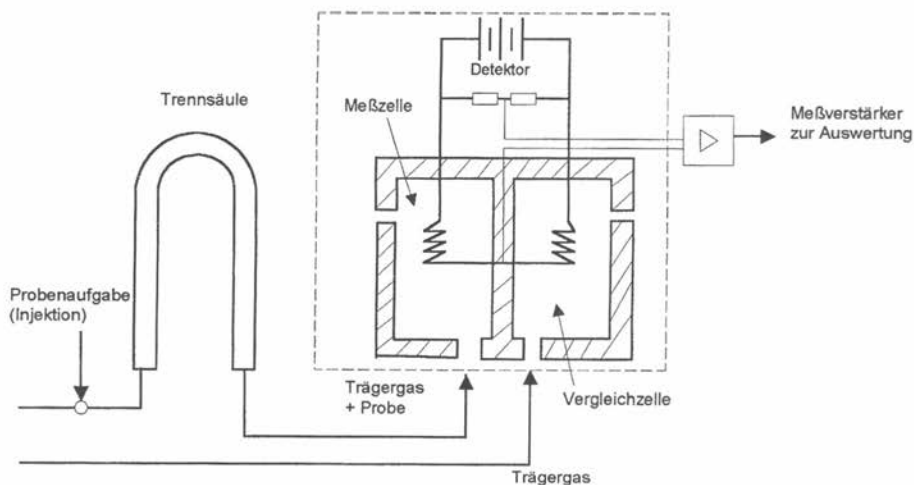 Detektor
Trennsäule
Meßzelle
Meßverstärker
zur Auswertung
Probenaufgabe
(Injektion)
Trägergas
+ Probe
Vergleichzelle
Trägergas